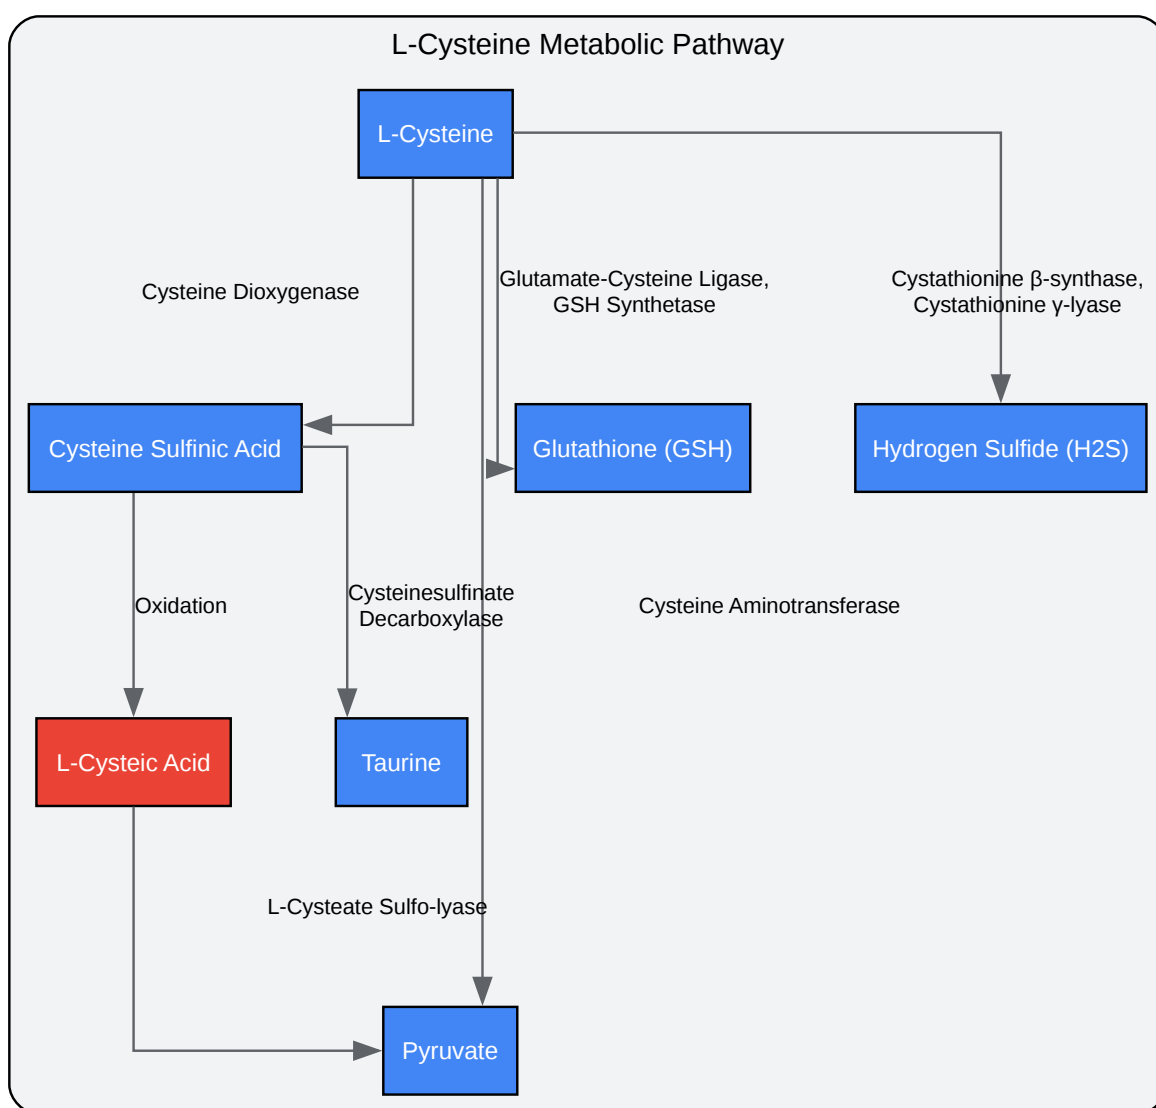 L-Cysteine Metabolic Pathway
L-Cysteine
Cysteine Dioxygenase
Glutamate-Cysteine Ligase,
GSH Synthetase
Cystathionine β-synthase,
Cystathionine γ-lyase
Cysteine Sulfinic Acid
Glutathione (GSH)
Hydrogen Sulfide (H2S)
Oxidation
Cysteinesulfinate
Decarboxylase
Cysteine Aminotransferase
L-Cysteic Acid
Taurine
L-Cysteate Sulfo-lyase
Pyruvate